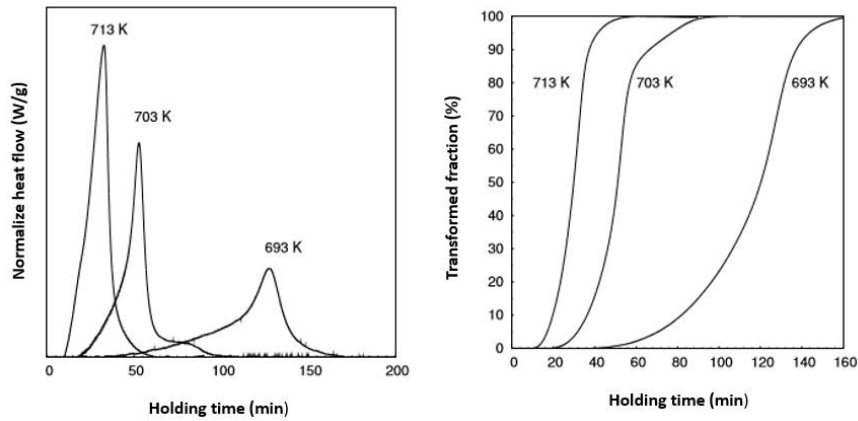 713 K
703 K
693 K
Normalize heat flow (W/g)
0 50 100 150 200
Holding time (min)
100
90
80
70
60
50
40
30
20
10
0
713 K 703 K 693 K
Transformed fraction (%)
0 20 40 60 80 100 120 140 160
Holding time (min)